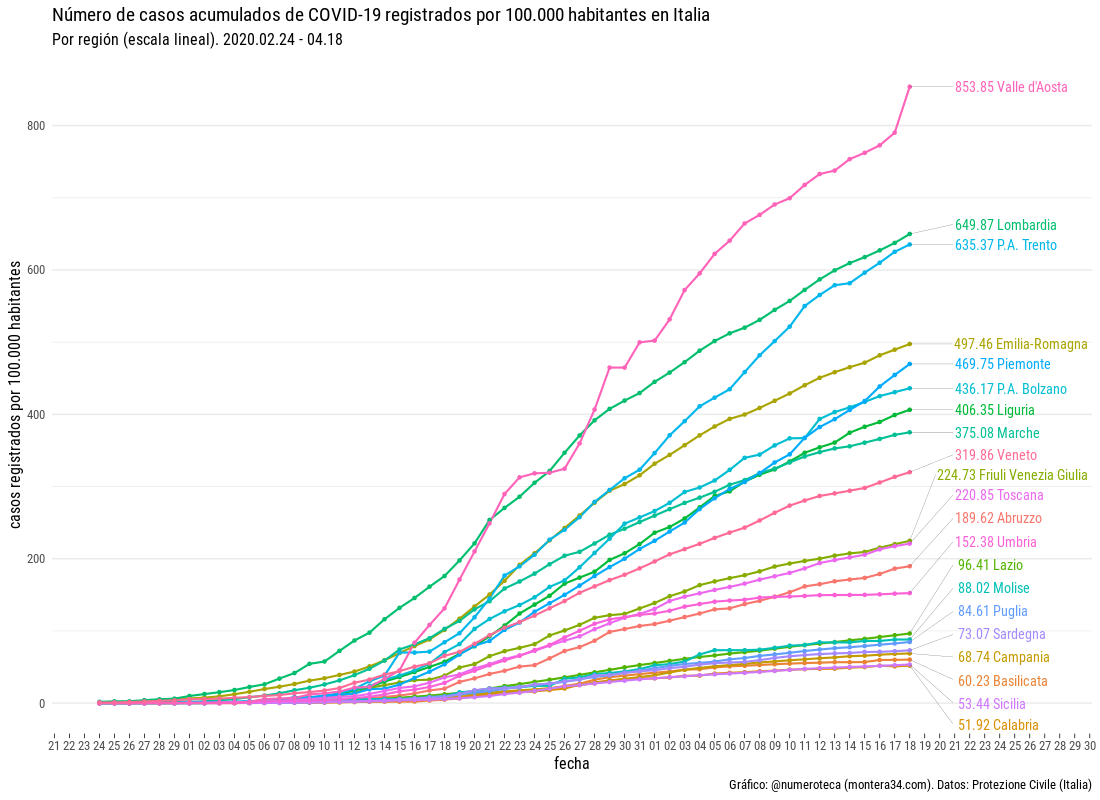 Número de casos acumulados de COVID-19 registrados por 100.000 habitantes en Italia
Por región (escala lineal). 2020.02.24 - 04.18
casos registrados por 100.000 habitantes
800
600
400
200
0
853.85 Valle d'Aosta
649.87 Lombardia
635.37 P.A. Trento
497.46 Emilia-Romagna
469.75 Piemonte
436.17 P.A. Bolzano
406.35 Liguria
375.08 Marche
319.86 Veneto
224.73 Friuli Venezia Giulia
220.85 Toscana
189.62 Abruzzo
152.38 Umbria
96.41 Lazio
88.02 Molise
84.61 Puglia
73.07 Sardegna
68.74 Campania
60.23 Basilicata
53.44 Sicilia
51.92 Calabria
21 22 23 24 25 26 27 28 29 01 02 03 04 05 06 07 08 09 10 11 12 13 14 15 16 17 18 19 20 21 22 23 24 25 26 27 28 29 30 31 01 02 03 04 05 06 07 08 09 10 11 12 13 14 15 16 17 18 19 20 21 22 23 24 25 26 27 28 29 30
fecha
Gráfico: @numeroteca (montera34.com). Datos: Protezione Civile (Italia)